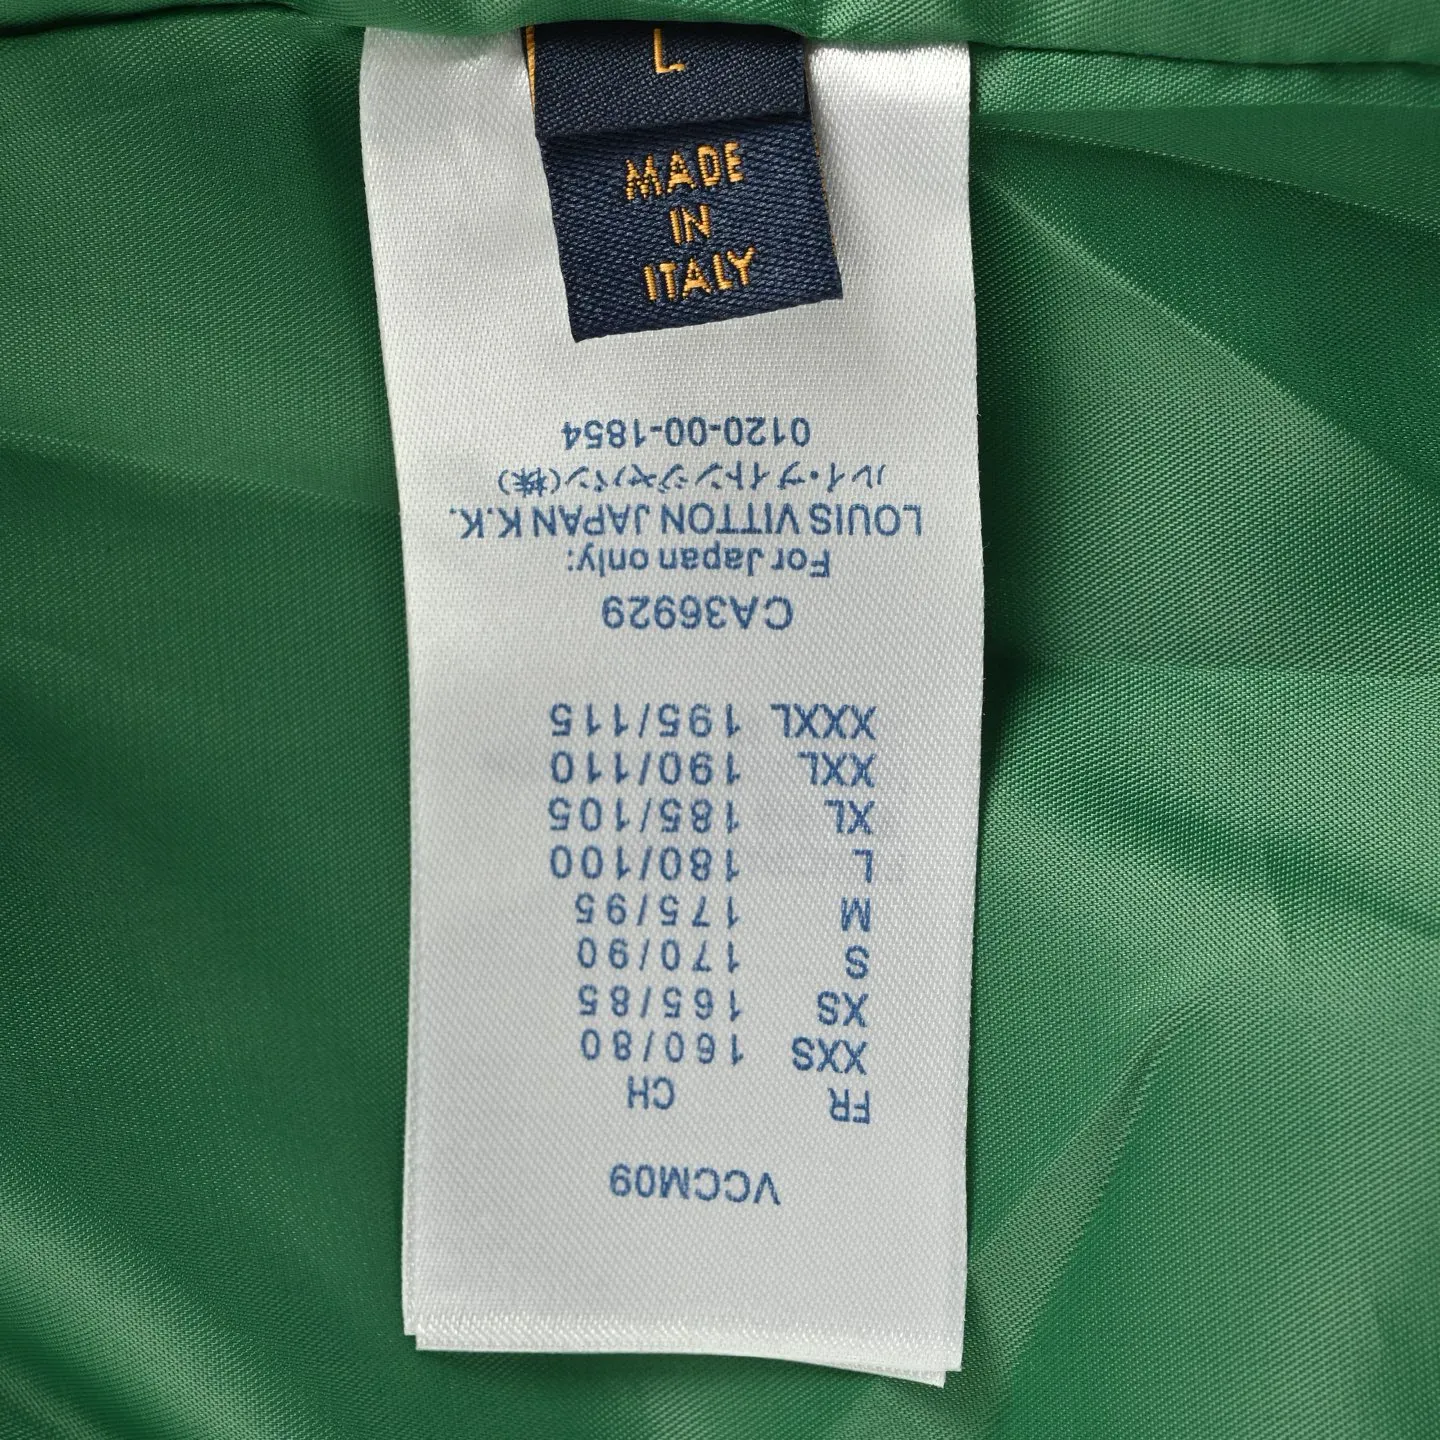 L
MADE
IN
ITALY
VCCM09
FR CH
XXS 160/80
XS 165/85
S 170/90
M 175/95
L 180/100
XL 185/105
XXL 190/110
XXXL 195/115
CA36929
For Japan only:
LOUIS VITTON JAPAN K.K.
ルイ・ヴィトンジャパン(株)
0120-00-1854